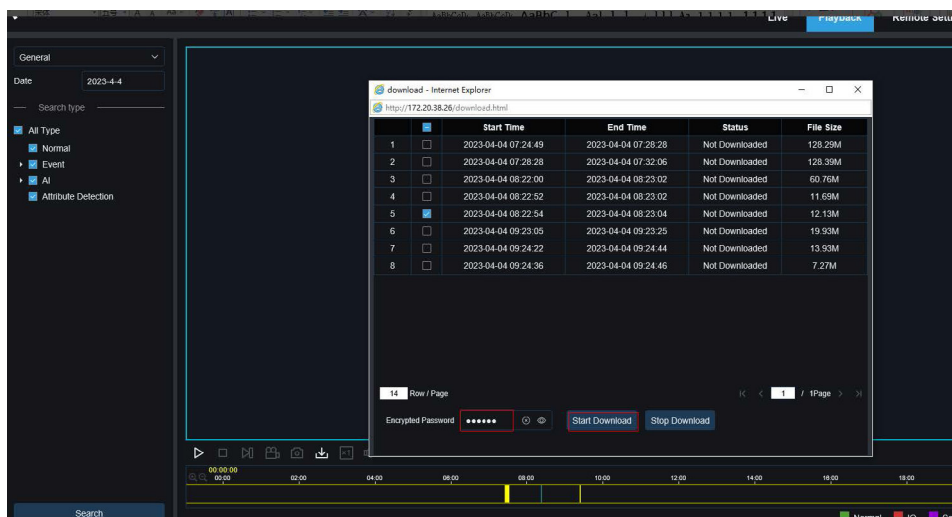 Live Playback Remote Setu
General
Date 2023-4-4
Search type
All Type
Normal
Event
AI
Attribute Detection
download - Internet Explorer
http://172.20.38.26/download.html
Start Time End Time Status File Size
1 2023-04-04 07:24:49 2023-04-04 07:28:28 Not Downloaded 128.29M
2 2023-04-04 07:28:28 2023-04-04 07:32:06 Not Downloaded 128.39M
3 2023-04-04 08:22:00 2023-04-04 08:23:02 Not Downloaded 60.76M
4 2023-04-04 08:22:52 2023-04-04 08:23:02 Not Downloaded 11.69M
5 2023-04-04 08:22:54 2023-04-04 08:23:04 Not Downloaded 12.13M
6 2023-04-04 09:23:05 2023-04-04 09:23:25 Not Downloaded 19.93M
7 2023-04-04 09:24:22 2023-04-04 09:24:44 Not Downloaded 13.93M
8 2023-04-04 09:24:36 2023-04-04 09:24:46 Not Downloaded 7.27M
14 Row / Page 1 / 1Page
Encrypted Password ●●●●●● Start Download Stop Download
×1
00:00:00
00:00 02:00 04:00 06:00 08:00 10:00 12:00 14:00 16:00 18:00
Search
Normal IO